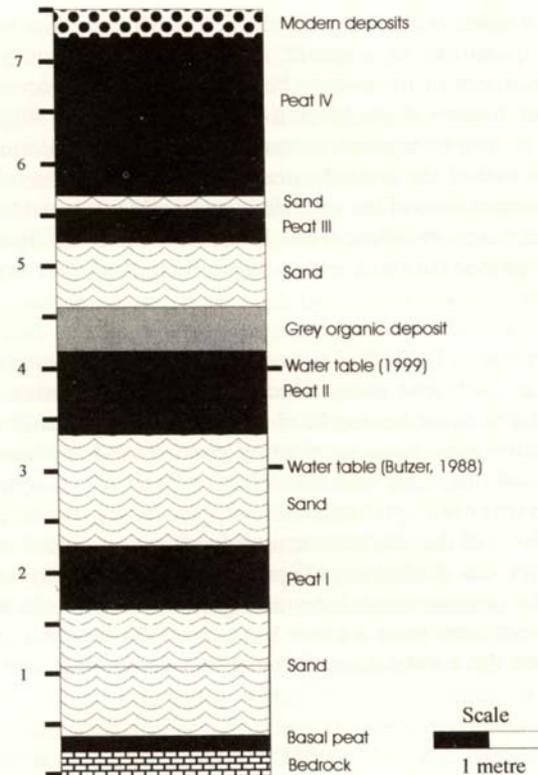 Modern deposits
7
Peat IV
6
Sand
Peat III
5
Sand
Grey organic deposit
4
Water table (1999)
Peat II
3
Water table (Butzer, 1988)
Sand
2
Peat I
1
Sand
Scale
Basal peat
Bedrock
1 metre